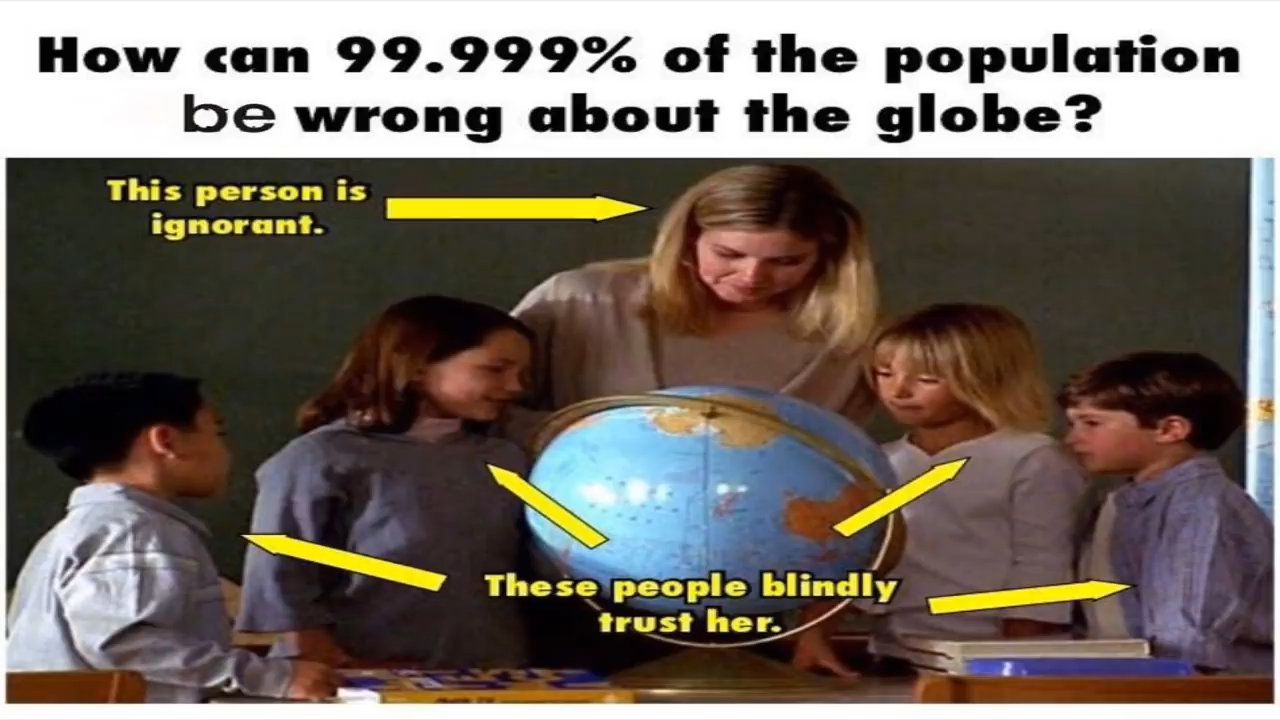 How can 99.999% of the population
be wrong about the globe?
This person is
ignorant.
These people blindly
trust her.